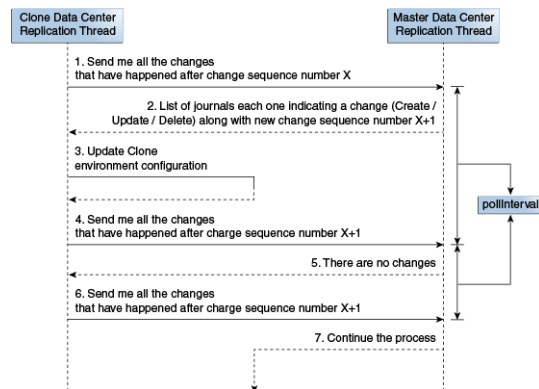 Clone Data Center
Replication Thread
Master Data Center
Replication Thread
1. Send me all the changes
that have happened after change sequence number X
2. List of journals each one indicating a change (Create /
Update / Delete) along with new change sequence number X+1
3. Update Clone
environment configuration
pollInterval
4. Send me all the changes
that have happened after charge sequence number X+1
5. There are no changes
6. Send me all the changes
that have happened after charge sequence number X+1
7. Continue the process